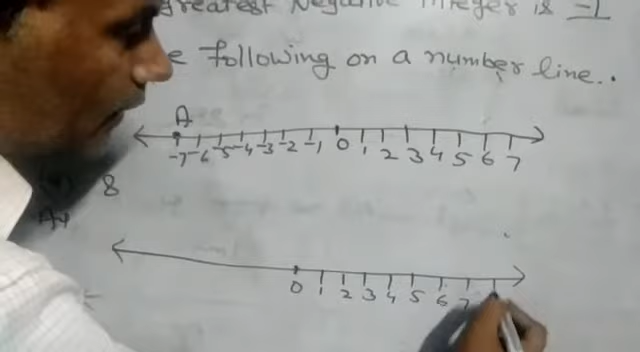 greatest Negative Integer is -1
e following on a number line..
A
-7 -6 -5 -4 -3 -2 -1 0 1 2 3 4 5 6 7
8
0 1 2 3 4 5 6 7